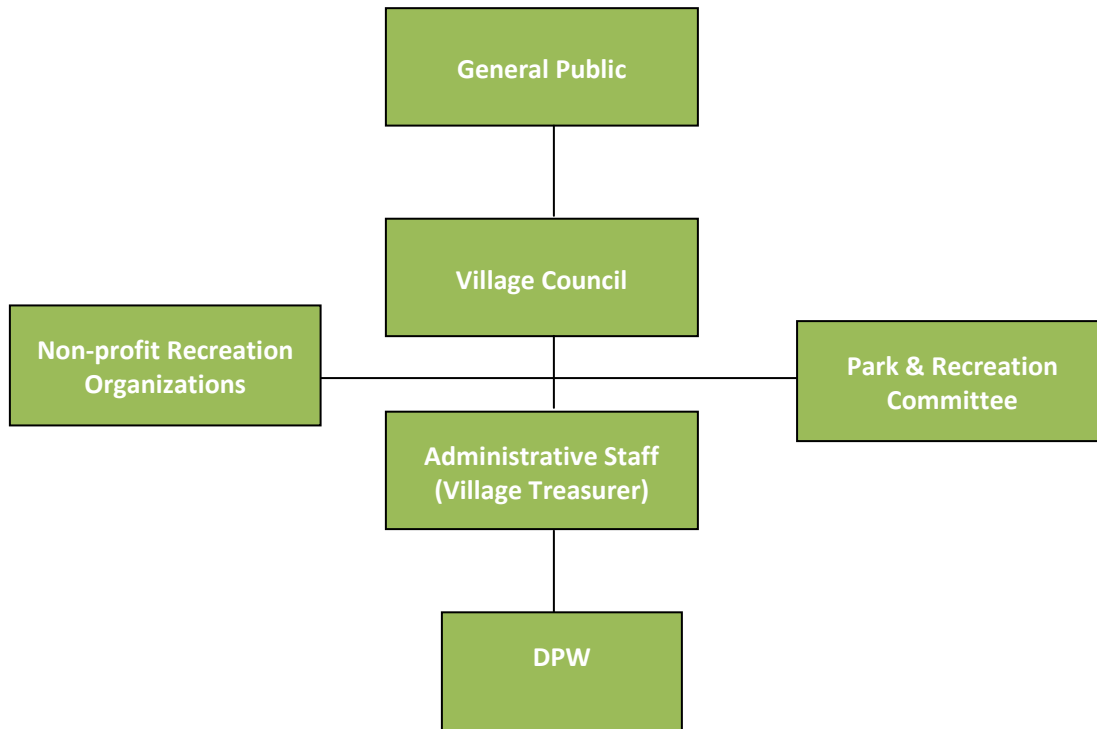 General Public
Village Council
Non-profit Recreation
Organizations
Park & Recreation
Committee
Administrative Staff
(Village Treasurer)
DPW